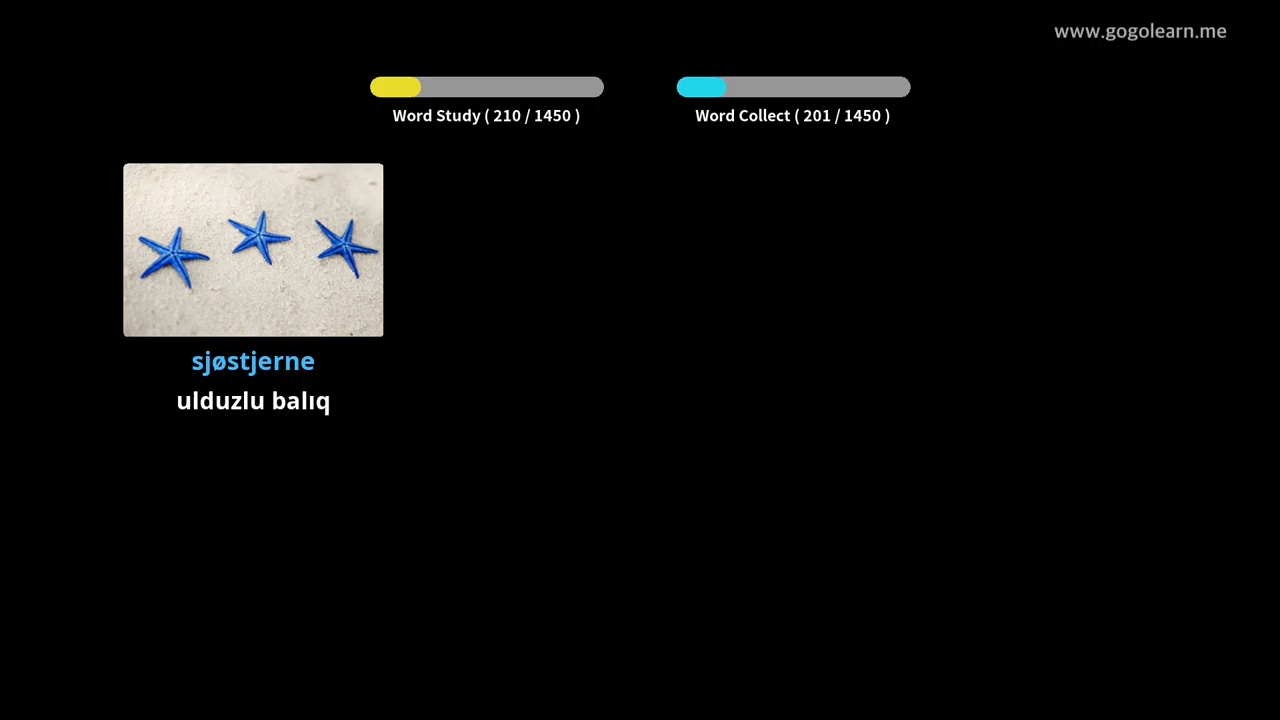 www.gogolearn.me
Word Study ( 210 / 1450 )
Word Collect ( 201 / 1450 )
sjøstjerne
ulduzlu balıq